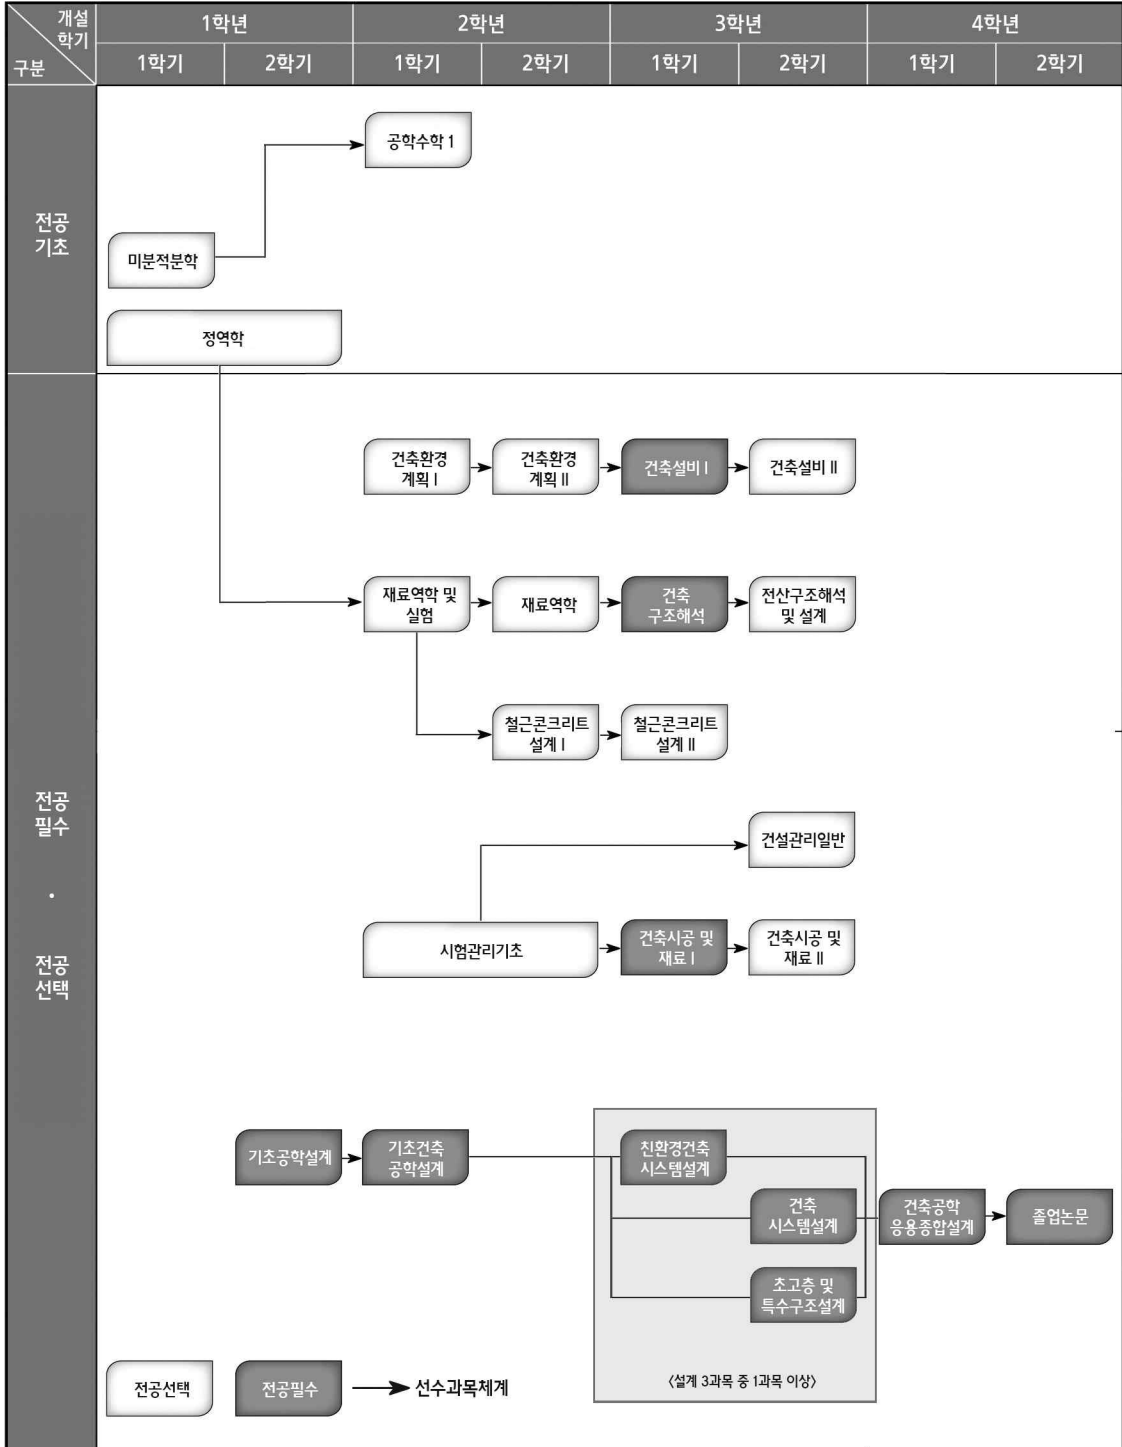 개설
학기
구분
1학년
2학년
3학년
4학년
1학기
2학기
1학기
2학기
1학기
2학기
1학기
2학기
전공
기초
공학수학 1
미분적분학
정역학
전공
필수
·
전공
선택
건축환경
계획 I
건축환경
계획 II
건축설비 I
건축설비 II
재료역학 및
실험
재료역학
건축
구조해석
전산구조해석
및 설계
철근콘크리트
설계 I
철근콘크리트
설계 II
건설관리일반
시험관리기초
건축시공 및
재료 I
건축시공 및
재료 II
기초공학설계
기초건축
공학설계
친환경건축
시스템설계
건축
시스템설계
초고층 및
특수구조설계
건축공학
응용종합설계
졸업논문
〈설계 3과목 중 1과목 이상〉
전공선택
전공필수
선수과목체계